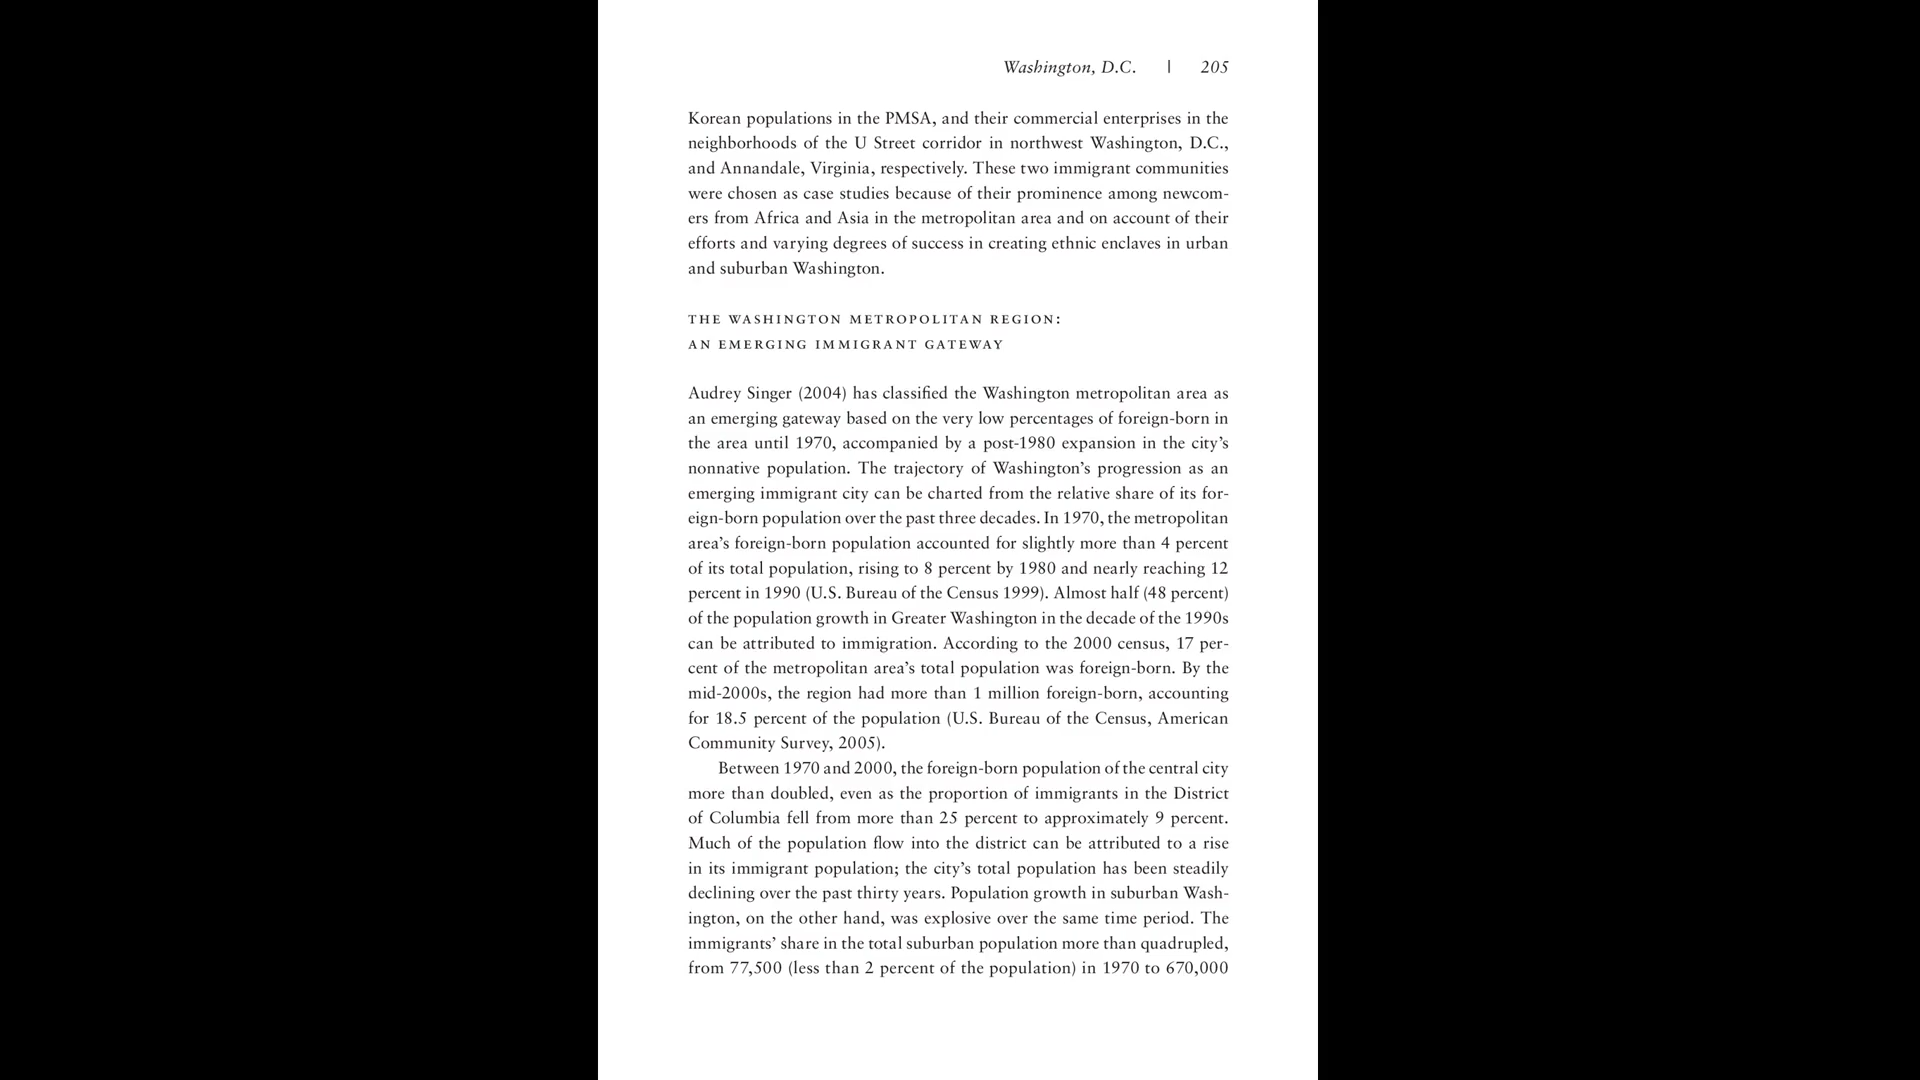 Washington, D.C. | 205
Korean populations in the PMSA, and their commercial enterprises in the
neighborhoods of the U Street corridor in northwest Washington, D.C.,
and Annandale, Virginia, respectively. These two immigrant communities
were chosen as case studies because of their prominence among newcom-
ers from Africa and Asia in the metropolitan area and on account of their
efforts and varying degrees of success in creating ethnic enclaves in urban
and suburban Washington.
THE WASHINGTON METROPOLITAN REGION:
AN EMERGING IMMIGRANT GATEWAY
Audrey Singer (2004) has classified the Washington metropolitan area as
an emerging gateway based on the very low percentages of foreign-born in
the area until 1970, accompanied by a post-1980 expansion in the city’s
nonnative population. The trajectory of Washington’s progression as an
emerging immigrant city can be charted from the relative share of its for-
eign-born population over the past three decades. In 1970, the metropolitan
area’s foreign-born population accounted for slightly more than 4 percent
of its total population, rising to 8 percent by 1980 and nearly reaching 12
percent in 1990 (U.S. Bureau of the Census 1999). Almost half (48 percent)
of the population growth in Greater Washington in the decade of the 1990s
can be attributed to immigration. According to the 2000 census, 17 per-
cent of the metropolitan area’s total population was foreign-born. By the
mid-2000s, the region had more than 1 million foreign-born, accounting
for 18.5 percent of the population (U.S. Bureau of the Census, American
Community Survey, 2005).
Between 1970 and 2000, the foreign-born population of the central city
more than doubled, even as the proportion of immigrants in the District
of Columbia fell from more than 25 percent to approximately 9 percent.
Much of the population flow into the district can be attributed to a rise
in its immigrant population; the city’s total population has been steadily
declining over the past thirty years. Population growth in suburban Wash-
ington, on the other hand, was explosive over the same time period. The
immigrants’ share in the total suburban population more than quadrupled,
from 77,500 (less than 2 percent of the population) in 1970 to 670,000